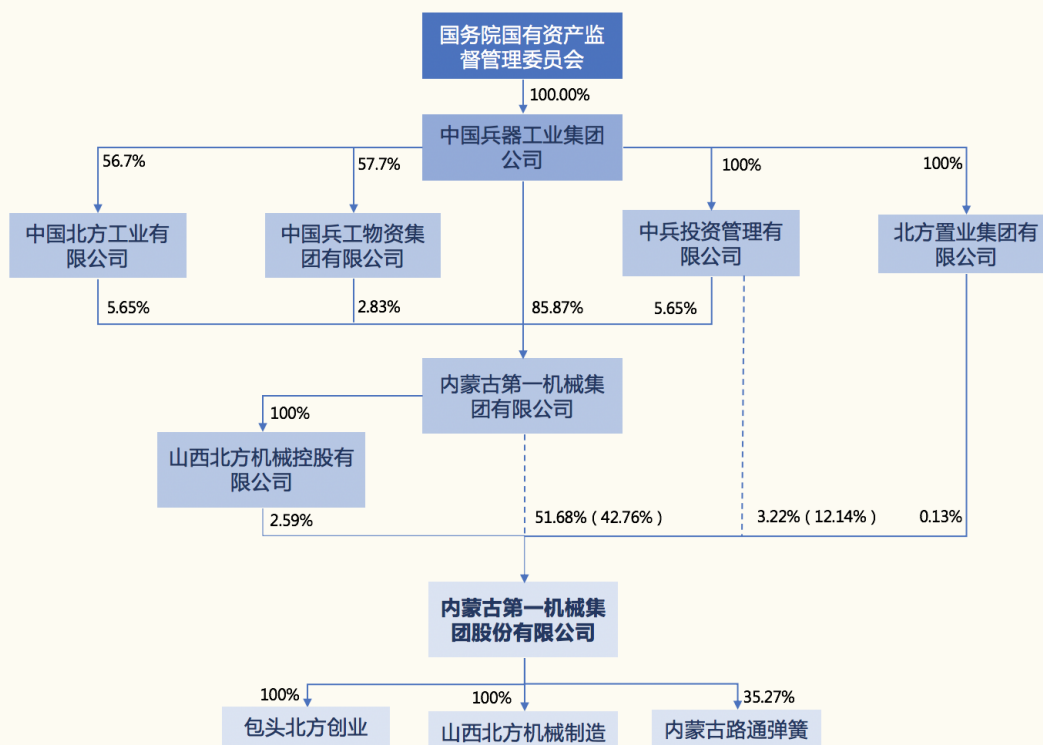 国务院国有资产监
督管理委员会
100.00%
中国兵器工业集团
公司
56.7%
57.7%
100%
100%
中国北方工业有
限公司
中国兵工物资集
团有限公司
中兵投资管理有
限公司
北方置业集团有
限公司
5.65%
2.83%
85.87%
5.65%
内蒙古第一机械集
团有限公司
100%
山西北方机械控股有
限公司
2.59%
51.68%（42.76%）
3.22%（12.14%）
0.13%
内蒙古第一机械集
团股份有限公司
100%
100%
35.27%
包头北方创业
山西北方机械制造
内蒙古路通弹簧